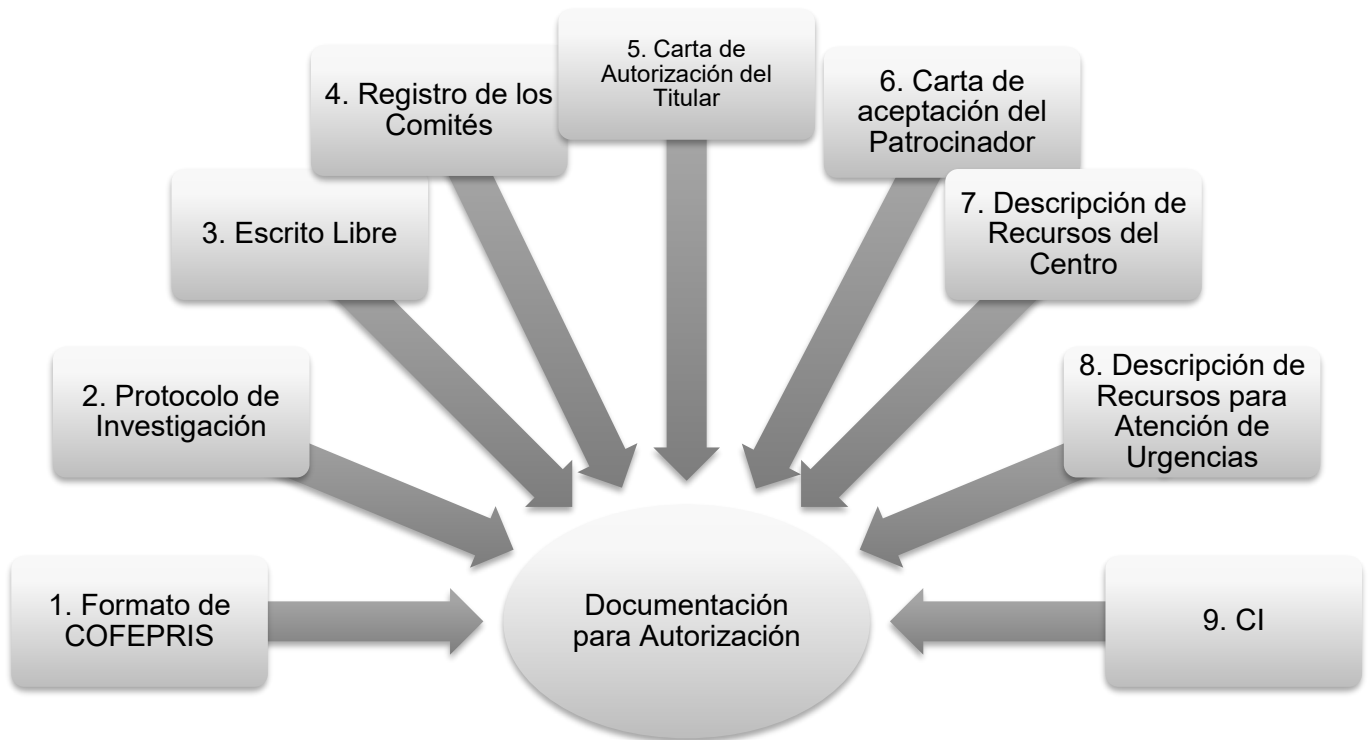 1. Formato de
COFEPRIS
2. Protocolo de
Investigación
3. Escrito Libre
4. Registro de los
Comités
5. Carta de
Autorización del
Titular
6. Carta de
aceptación del
Patrocinador
7. Descripción de
Recursos del
Centro
8. Descripción de
Recursos para
Atención de
Urgencias
9. CI
Documentación
para Autorización